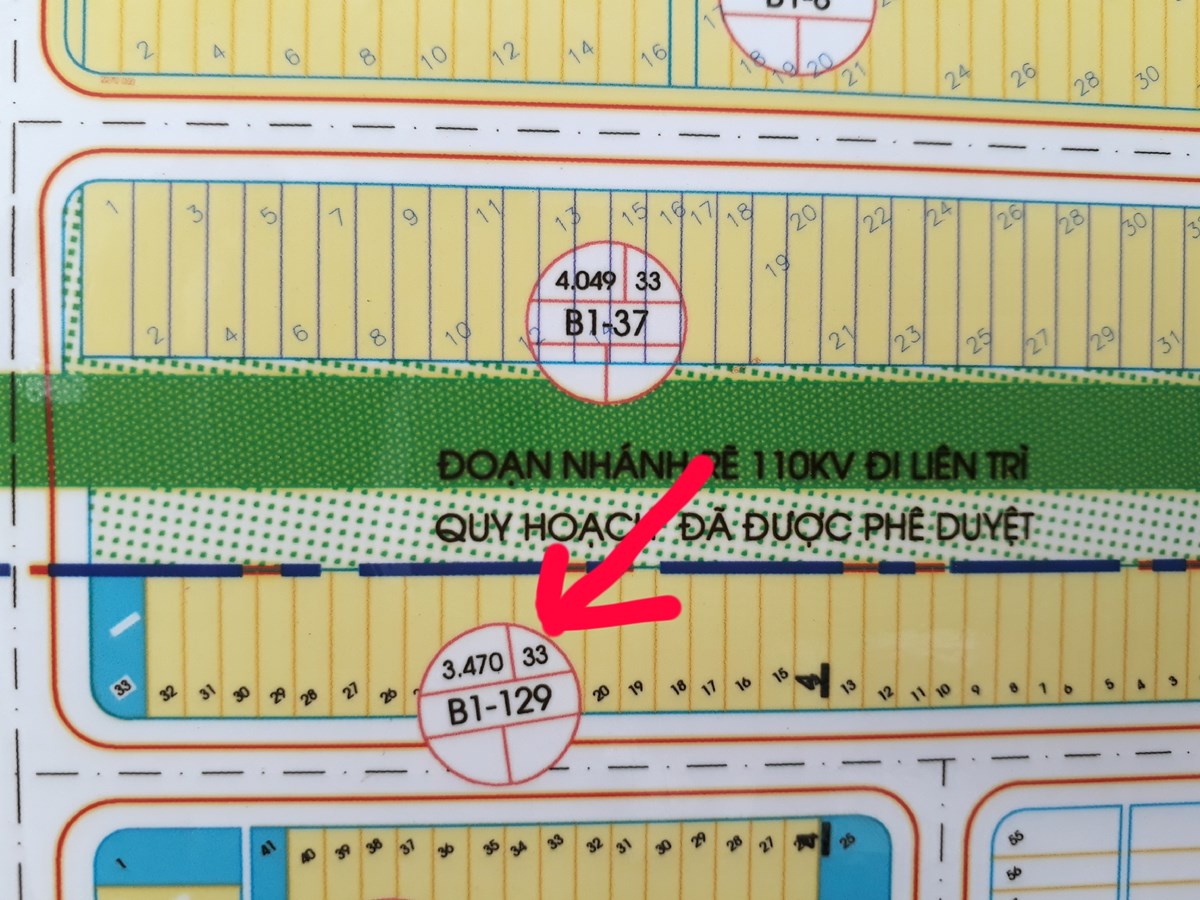 B1-6
17
2 4 6 8 10 12 14 16 18 19 20 21 24 26 28 30
1 3 5 7 9 11 13 15 16 17 18 20 22 24 26 28 30
19
4.049 33
B1-37
2 4 6 8 10 12 21 23 25 27 29 31
ĐOẠN NHÁNH RẼ 110KV ĐI LIÊN TRÌ
QUY HOẠCH ĐÃ ĐƯỢC PHÊ DUYỆT
3.470 33
B1-129
33 32 31 30 29 28 27 26 20 19 18 17 16 15 13 12 11 10 9 8 7 6 5 4 3
1 41 40 39 38 37 36 35 34 33 32 31 30 29 28 27 25
55
56